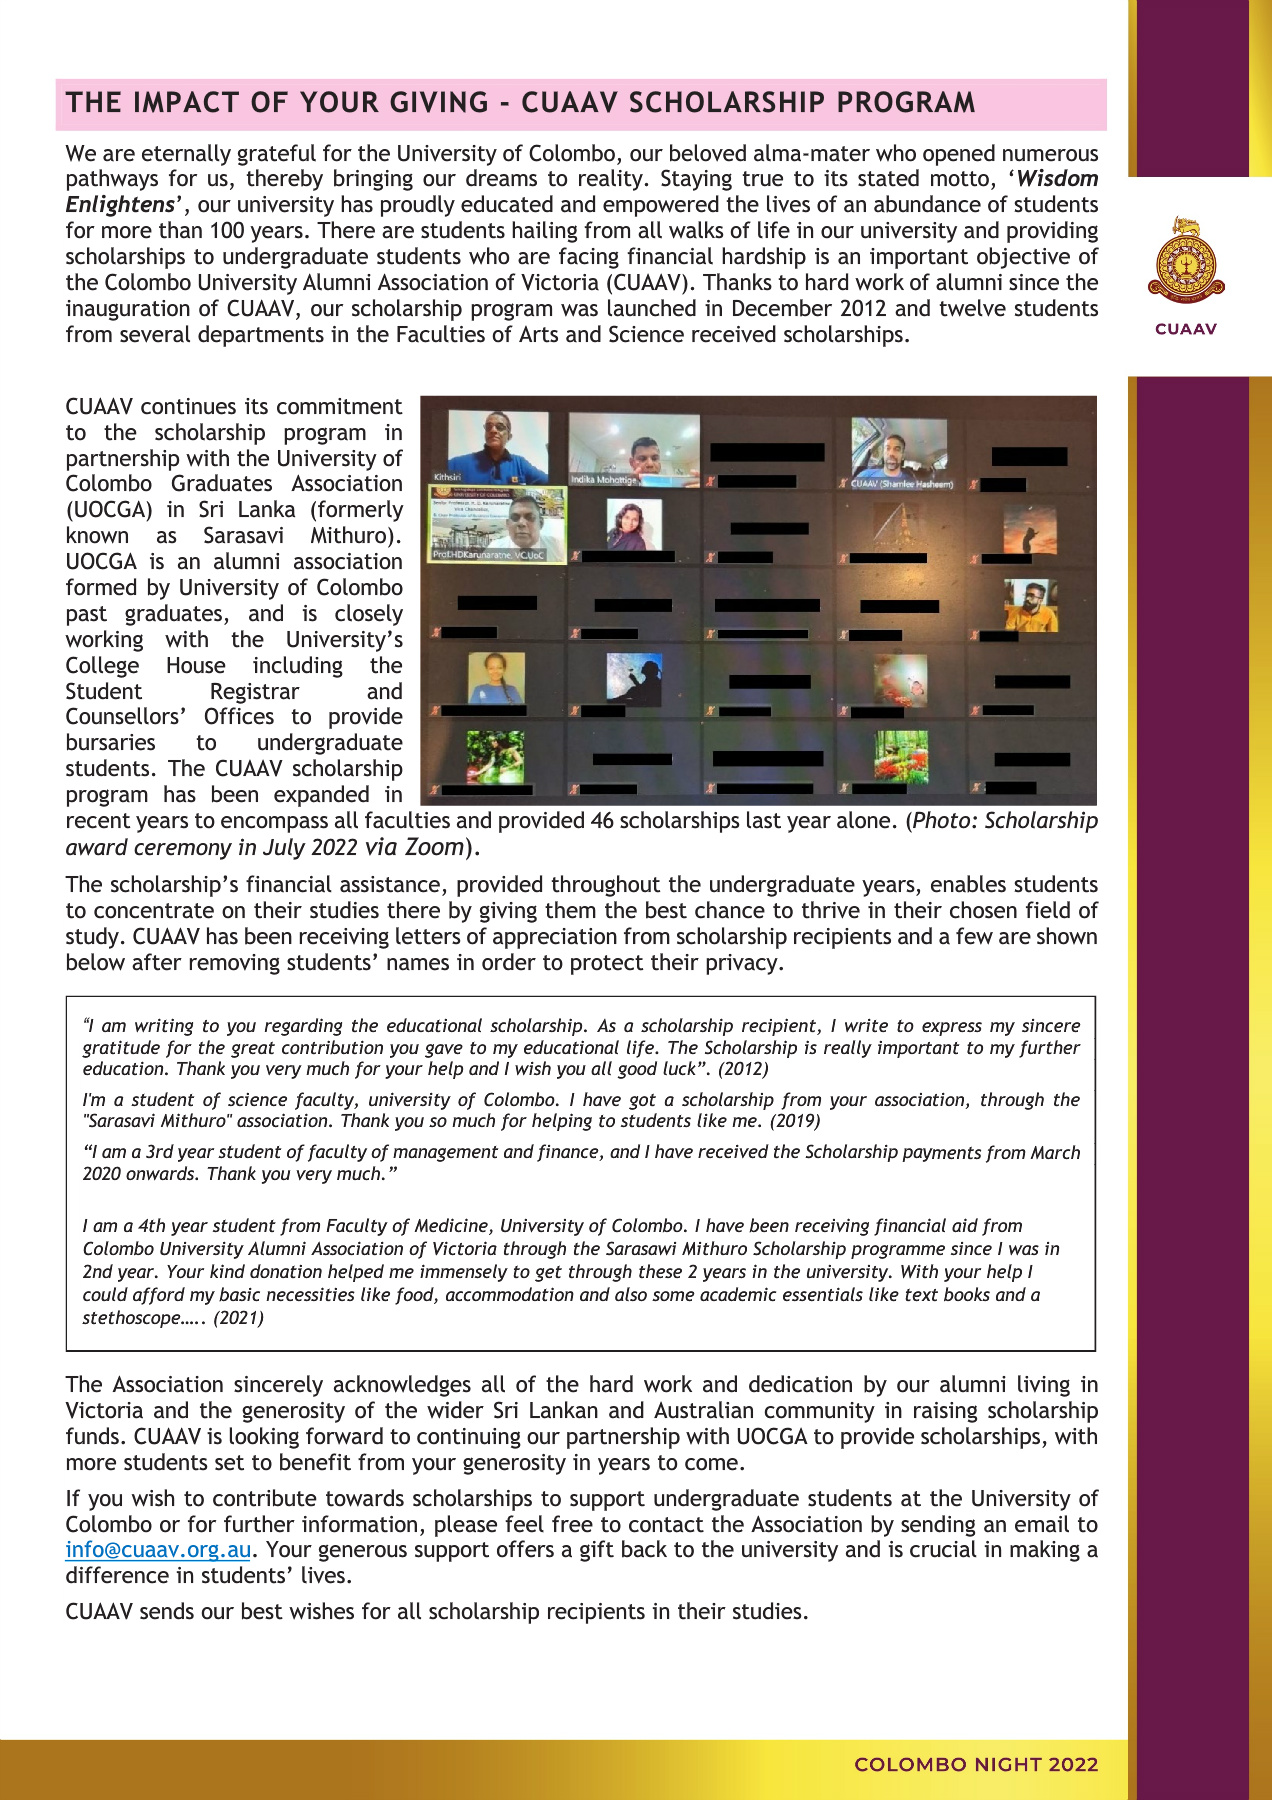 THE IMPACT OF YOUR GIVING - CUAAV SCHOLARSHIP PROGRAM
We are eternally grateful for the University of Colombo, our beloved alma-mater who opened numerous
pathways for us, thereby bringing our dreams to reality. Staying true to its stated motto, ‘Wisdom
Enlightens’, our university has proudly educated and empowered the lives of an abundance of students
for more than 100 years. There are students hailing from all walks of life in our university and providing
scholarships to undergraduate students who are facing financial hardship is an important objective of
the Colombo University Alumni Association of Victoria (CUAAV). Thanks to hard work of alumni since the
inauguration of CUAAV, our scholarship program was launched in December 2012 and twelve students
from several departments in the Faculties of Arts and Science received scholarships.
CUAAV
CUAAV continues its commitment
to the scholarship program in
partnership with the University of
Colombo Graduates Association
(UOCGA) in Sri Lanka (formerly
known as Sarasavi Mithuro).
UOCGA is an alumni association
formed by University of Colombo
past graduates, and is closely
working with the University’s
College House including the
Student Registrar and
Counsellors’ Offices to provide
bursaries to undergraduate
students. The CUAAV scholarship
program has been expanded in
recent years to encompass all faculties and provided 46 scholarships last year alone. (Photo: Scholarship
award ceremony in July 2022 via Zoom).
Kithsiri
Indika Mohottige
CUAAV (Shamlee Hasheem)
Prof.HDKarunaratne, VC,UoC
The scholarship’s financial assistance, provided throughout the undergraduate years, enables students
to concentrate on their studies there by giving them the best chance to thrive in their chosen field of
study. CUAAV has been receiving letters of appreciation from scholarship recipients and a few are shown
below after removing students’ names in order to protect their privacy.
“I am writing to you regarding the educational scholarship. As a scholarship recipient, I write to express my sincere
gratitude for the great contribution you gave to my educational life. The Scholarship is really important to my further
education. Thank you very much for your help and I wish you all good luck”. (2012)
I'm a student of science faculty, university of Colombo. I have got a scholarship from your association, through the
"Sarasavi Mithuro" association. Thank you so much for helping to students like me. (2019)
“I am a 3rd year student of faculty of management and finance, and I have received the Scholarship payments from March
2020 onwards. Thank you very much.”
I am a 4th year student from Faculty of Medicine, University of Colombo. I have been receiving financial aid from
Colombo University Alumni Association of Victoria through the Sarasawi Mithuro Scholarship programme since I was in
2nd year. Your kind donation helped me immensely to get through these 2 years in the university. With your help I
could afford my basic necessities like food, accommodation and also some academic essentials like text books and a
stethoscope….. (2021)
The Association sincerely acknowledges all of the hard work and dedication by our alumni living in
Victoria and the generosity of the wider Sri Lankan and Australian community in raising scholarship
funds. CUAAV is looking forward to continuing our partnership with UOCGA to provide scholarships, with
more students set to benefit from your generosity in years to come.
If you wish to contribute towards scholarships to support undergraduate students at the University of
Colombo or for further information, please feel free to contact the Association by sending an email to
info@cuaav.org.au. Your generous support offers a gift back to the university and is crucial in making a
difference in students’ lives.
CUAAV sends our best wishes for all scholarship recipients in their studies.
COLOMBO NIGHT 2022